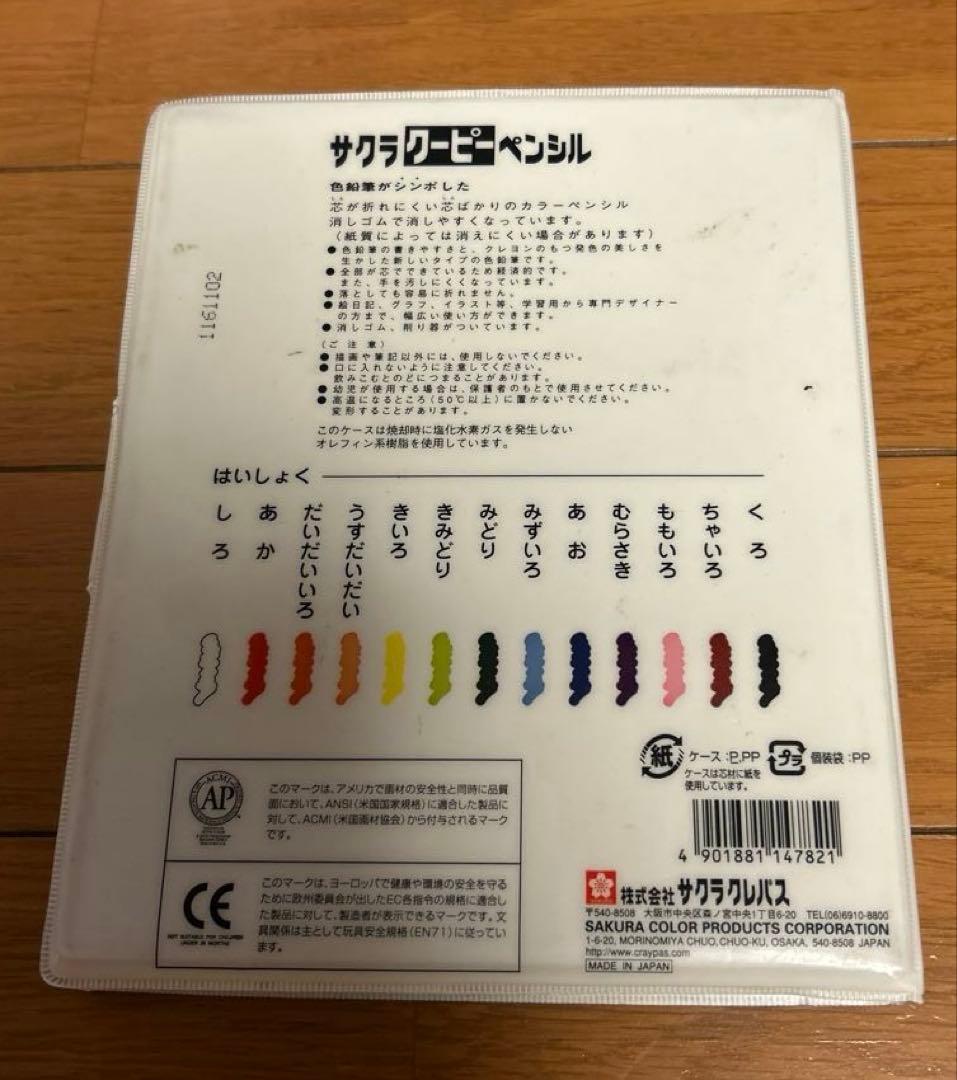 サクラクーピーペンシル
色鉛筆がシンポした
芯が折れにくい芯ばかりのカラーペンシル
消しゴムで消しやすくなっています。
(紙質によっては消えにくい場合があります)
●色鉛筆の書きやすさと、クレヨンのもつ発色の美しさを
生かした新しいタイプの色鉛筆です。
●全部が芯でできているため経済的です。
また、手を汚しにくくなっています。
●落としても容易に折れません。
●絵日記、グラフ、イラスト等、学習用から専門デザイナー
の方まで、幅広い使い方ができます。
●消しゴム、削り器がついています。
(ご注意)
●描画や筆記以外には、使用しないでください。
●口に入れないように注意してください。
飲みこむとのどにつまることがあります。
●幼児が使用する場合は、保護者のもとで使用させてください。
●高温になるところ(50℃以上)に置かないでください。
変形することがあります。
このケースは焼却時に塩化水素ガスを発生しない
オレフィン系樹脂を使用しています。
1161102
はいしょく
しろ
あか
だいだいいろ
うすだいだい
きいろ
きみどり
みどり
みずいろ
あお
むらさき
ももいろ
ちゃいろ
くろ
紙 ケース:P,PP プラ 個装袋:PP
ケースは芯材に紙を
使用しています。
4 901881 147821
ACMI
AP
このマークは、アメリカで画材の安全性と同時に品質
面において、ANSI(米国国家規格)に適合した製品に
対して、ACMI(米国画材協会)から付与されるマーク
です。
CE
NOT SUITABLE FOR CHILDREN
UNDER 36 MONTHS
このマークは、ヨーロッパで健康や環境の安全を守る
ために欧州委員会が出したEC各指令の規格に適合し
た製品に対して、製造者が表示できるマークです。文
具関係は主として玩具安全規格(EN71)に従ってい
ます。
株式会社サクラクレパス
〒540-8508 大阪市中央区森ノ宮中央1丁目6-20 TEL(06)6910-8800
SAKURA COLOR PRODUCTS CORPORATION
1-6-20, MORINOMIYA CHUO, CHUO-KU, OSAKA, 540-8508 JAPAN
http://www.craypas.com
MADE IN JAPAN